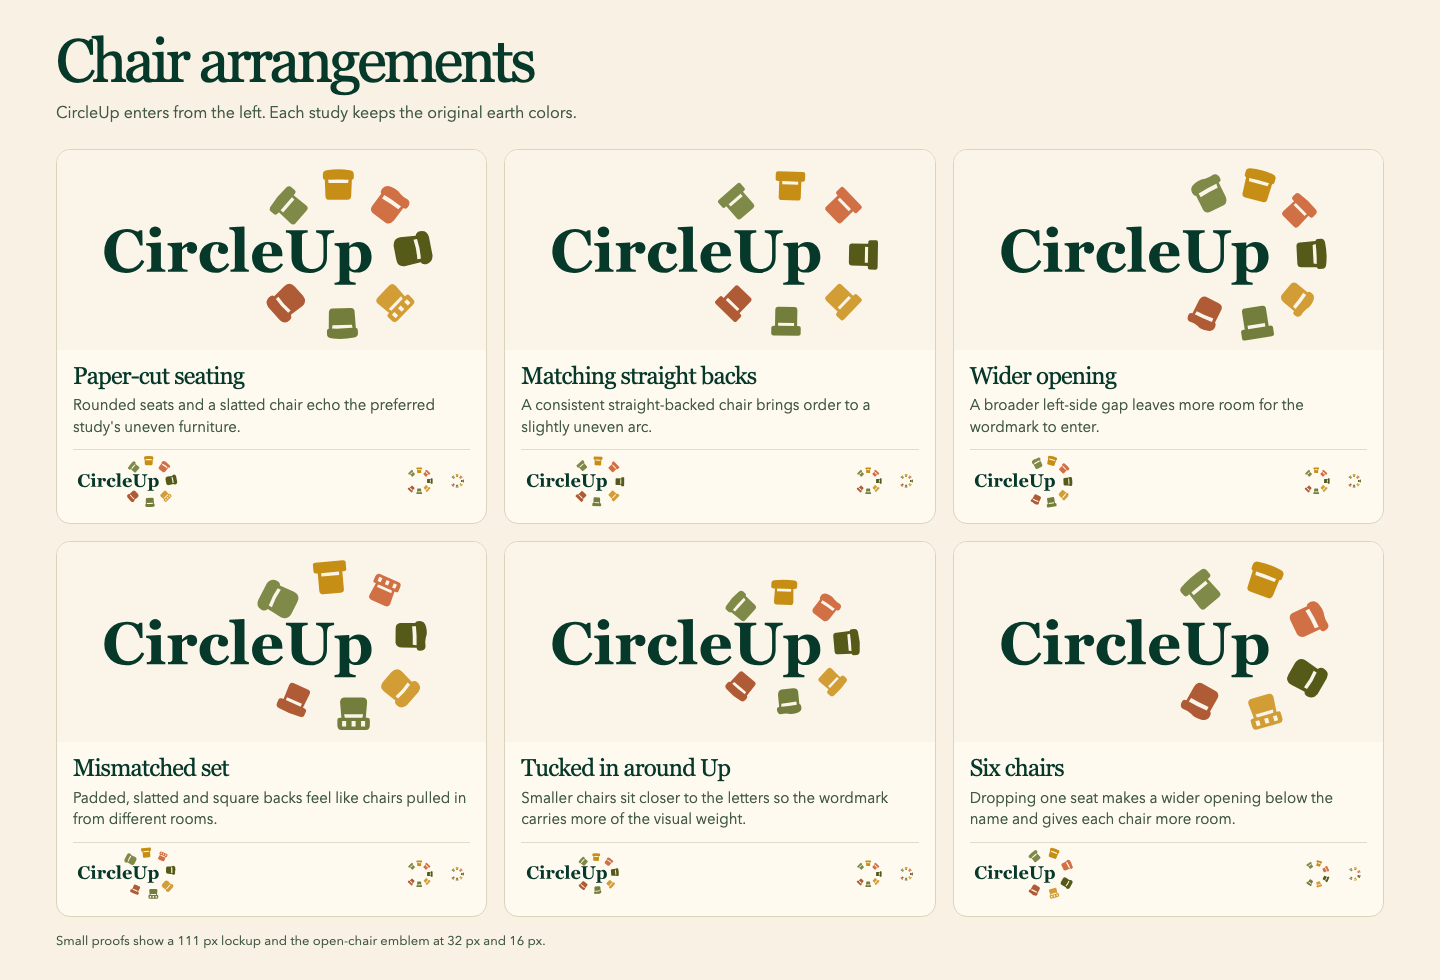 Chair arrangements
CircleUp enters from the left. Each study keeps the original earth colors.
CircleUp
CircleUp
CircleUp
Paper-cut seating
Rounded seats and a slatted chair echo the preferred
study's uneven furniture.
CircleUp
Matching straight backs
A consistent straight-backed chair brings order to a
slightly uneven arc.
CircleUp
Wider opening
A broader left-side gap leaves more room for the
wordmark to enter.
CircleUp
CircleUp
CircleUp
CircleUp
Mismatched set
Padded, slatted and square backs feel like chairs pulled in
from different rooms.
CircleUp
Tucked in around Up
Smaller chairs sit closer to the letters so the wordmark
carries more of the visual weight.
CircleUp
Six chairs
Dropping one seat makes a wider opening below the
name and gives each chair more room.
CircleUp
Small proofs show a 111 px lockup and the open-chair emblem at 32 px and 16 px.